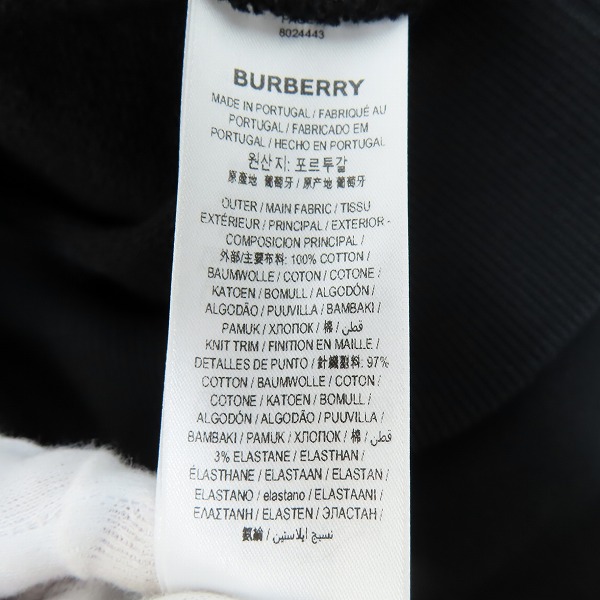 8024443
BURBERRY
MADE IN PORTUGAL / FABRIQUÉ AU
PORTUGAL / FABRICADO EM
PORTUGAL / HECHO EN PORTUGAL
원산지: 포르투갈
原產地 葡萄牙 / 原产地 葡萄牙
OUTER / MAIN FABRIC / TISSU
EXTÉRIEUR / PRINCIPAL / EXTERIOR -
COMPOSICION PRINCIPAL /
外部/主要布料: 100% COTTON /
BAUMWOLLE / COTON / COTONE /
KATOEN / BOMULL / ALGODÓN /
ALGODÃO / PUUVILLA / BAMBAKI /
PAMUK / ХЛОПОК / 棉 / قطن /
KNIT TRIM / FINITION EN MAILLE /
DETALLES DE PUNTO / 針織 97%
COTTON / BAUMWOLLE / COTON /
COTONE / KATOEN / BOMULL /
ALGODÓN / ALGODÃO / PUUVILLA /
BAMBAKI / PAMUK / ХЛОПОК / 棉 / قطن /
3% ELASTANE / ELASTHAN /
ÉLASTHANE / ELASTAAN / ELASTAN /
ELASTANO / elastano / ELASTAANI /
ΕΛΑΣΤΑΝΗ / ELASTEN / ЭЛАСТАН /
氨綸 / نسيج إيلاستين /